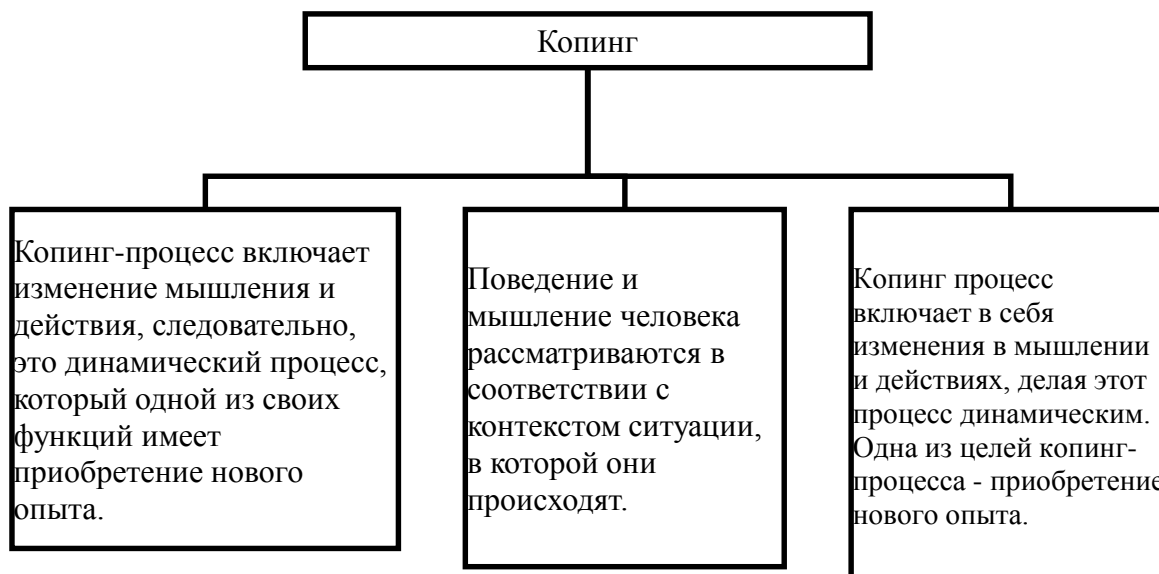 Копинг
Копинг-процесс включает
изменение мышления и
действия, следовательно,
это динамический процесс,
который одной из своих
функций имеет
приобретение нового
опыта.
Поведение и
мышление человека
рассматриваются в
соответствии с
контекстом ситуации,
в которой они
происходят.
Копинг процесс
включает в себя
изменения в мышлении
и действиях, делая этот
процесс динамическим.
Одна из целей копинг-
процесса - приобретение
нового опыта.